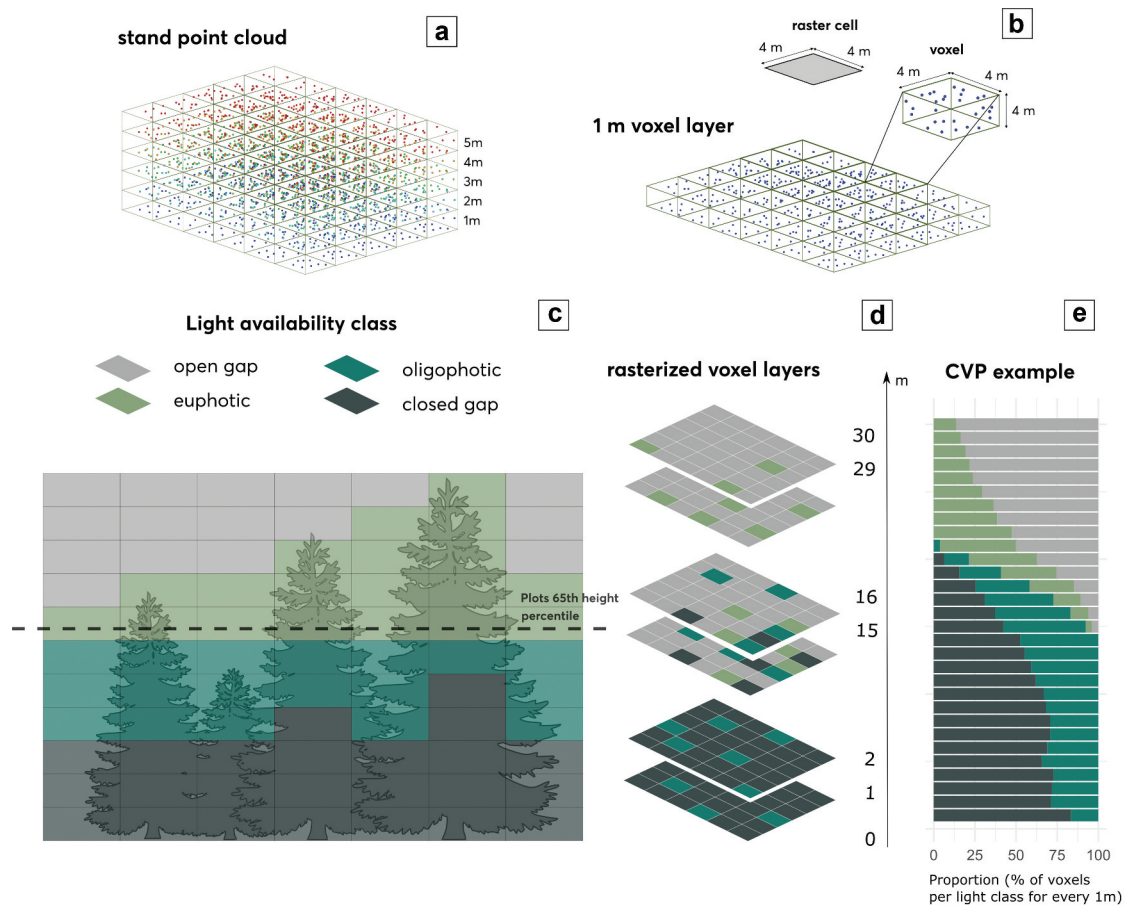 stand point cloud
a
5m
4m
3m
2m
1m
b
raster cell
4 m
4 m
voxel
4 m
4 m
4 m
1 m voxel layer
c
Light availability class
open gap
oligophotic
euphotic
closed gap
Plots 65th height
percentile
d
rasterized voxel layers
m
30
29
16
15
2
1
0
e
CVP example
0 25 50 75 100
Proportion (% of voxels
per light class for every 1m)